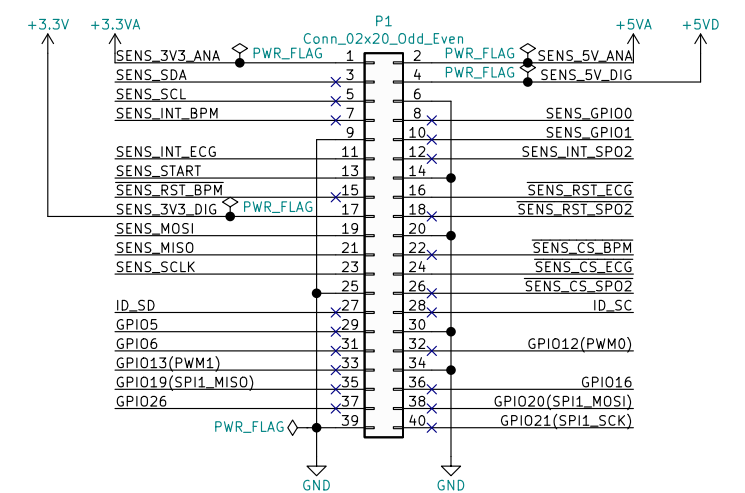 P1
+3.3V +3.3VA Conn_02x20_Odd_Even +5VA +5VD
SENS_3V3_ANA PWR_FLAG 1 2 PWR_FLAG SENS_5V_ANA
SENS_SDA 3 4 PWR_FLAG SENS_5V_DIG
SENS_SCL 5 6
SENS_INT_BPM 7 8 SENS_GPIO0
9 10 SENS_GPIO1
SENS_INT_ECG 11 12 SENS_INT_SPO2
SENS_START 13 14
SENS_RST_BPM 15 16 SENS_RST_ECG
SENS_3V3_DIG PWR_FLAG 17 18 SENS_RST_SPO2
SENS_MOSI 19 20
SENS_MISO 21 22 SENS_CS_BPM
SENS_SCLK 23 24 SENS_CS_ECG
25 26 SENS_CS_SPO2
ID_SD 27 28 ID_SC
GPIO5 29 30
GPIO6 31 32 GPIO12(PWM0)
GPIO13(PWM1) 33 34
GPIO19(SPI1_MISO) 35 36 GPIO16
GPIO26 37 38 GPIO20(SPI1_MOSI)
PWR_FLAG 39 40 GPIO21(SPI1_SCK)
GND GND